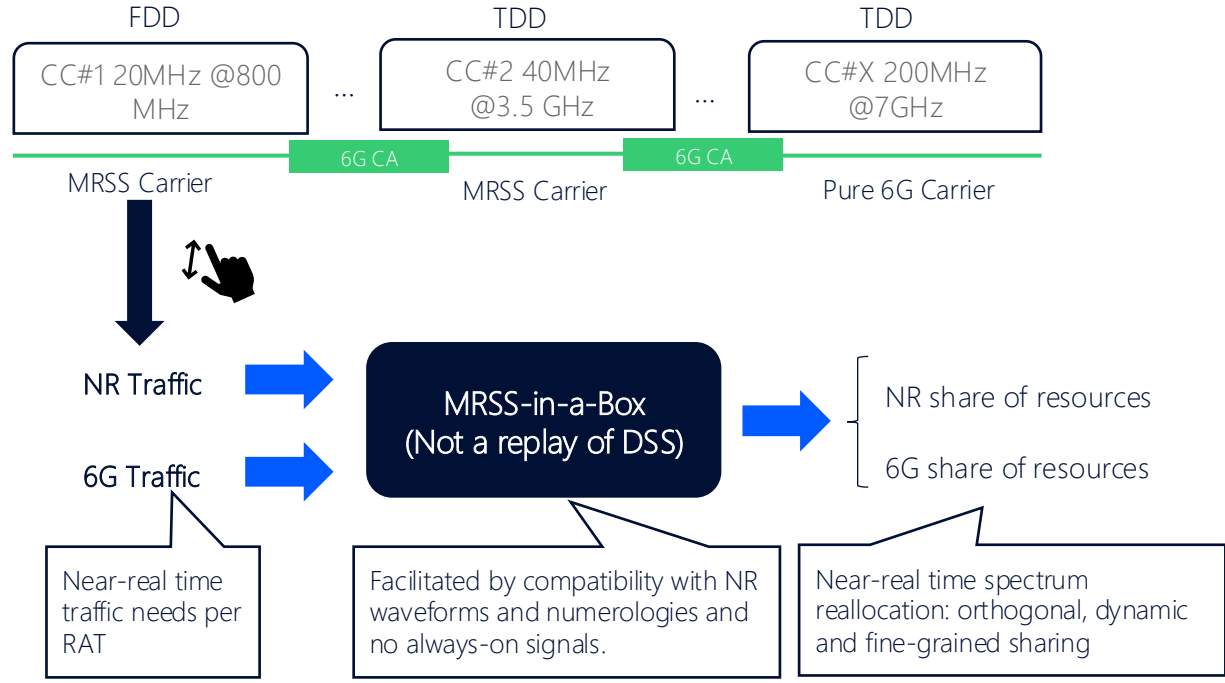 FDD
TDD
TDD
CC#1 20MHz @800
MHz
...
CC#2 40MHz
@3.5 GHz
...
CC#X 200MHz
@7GHz
6G CA
6G CA
MRSS Carrier
MRSS Carrier
Pure 6G Carrier
NR Traffic
6G Traffic
MRSS-in-a-Box
(Not a replay of DSS)
NR share of resources
6G share of resources
Near-real time
traffic needs per
RAT
Facilitated by compatibility with NR
waveforms and numerologies and
no always-on signals.
Near-real time spectrum
reallocation: orthogonal, dynamic
and fine-grained sharing